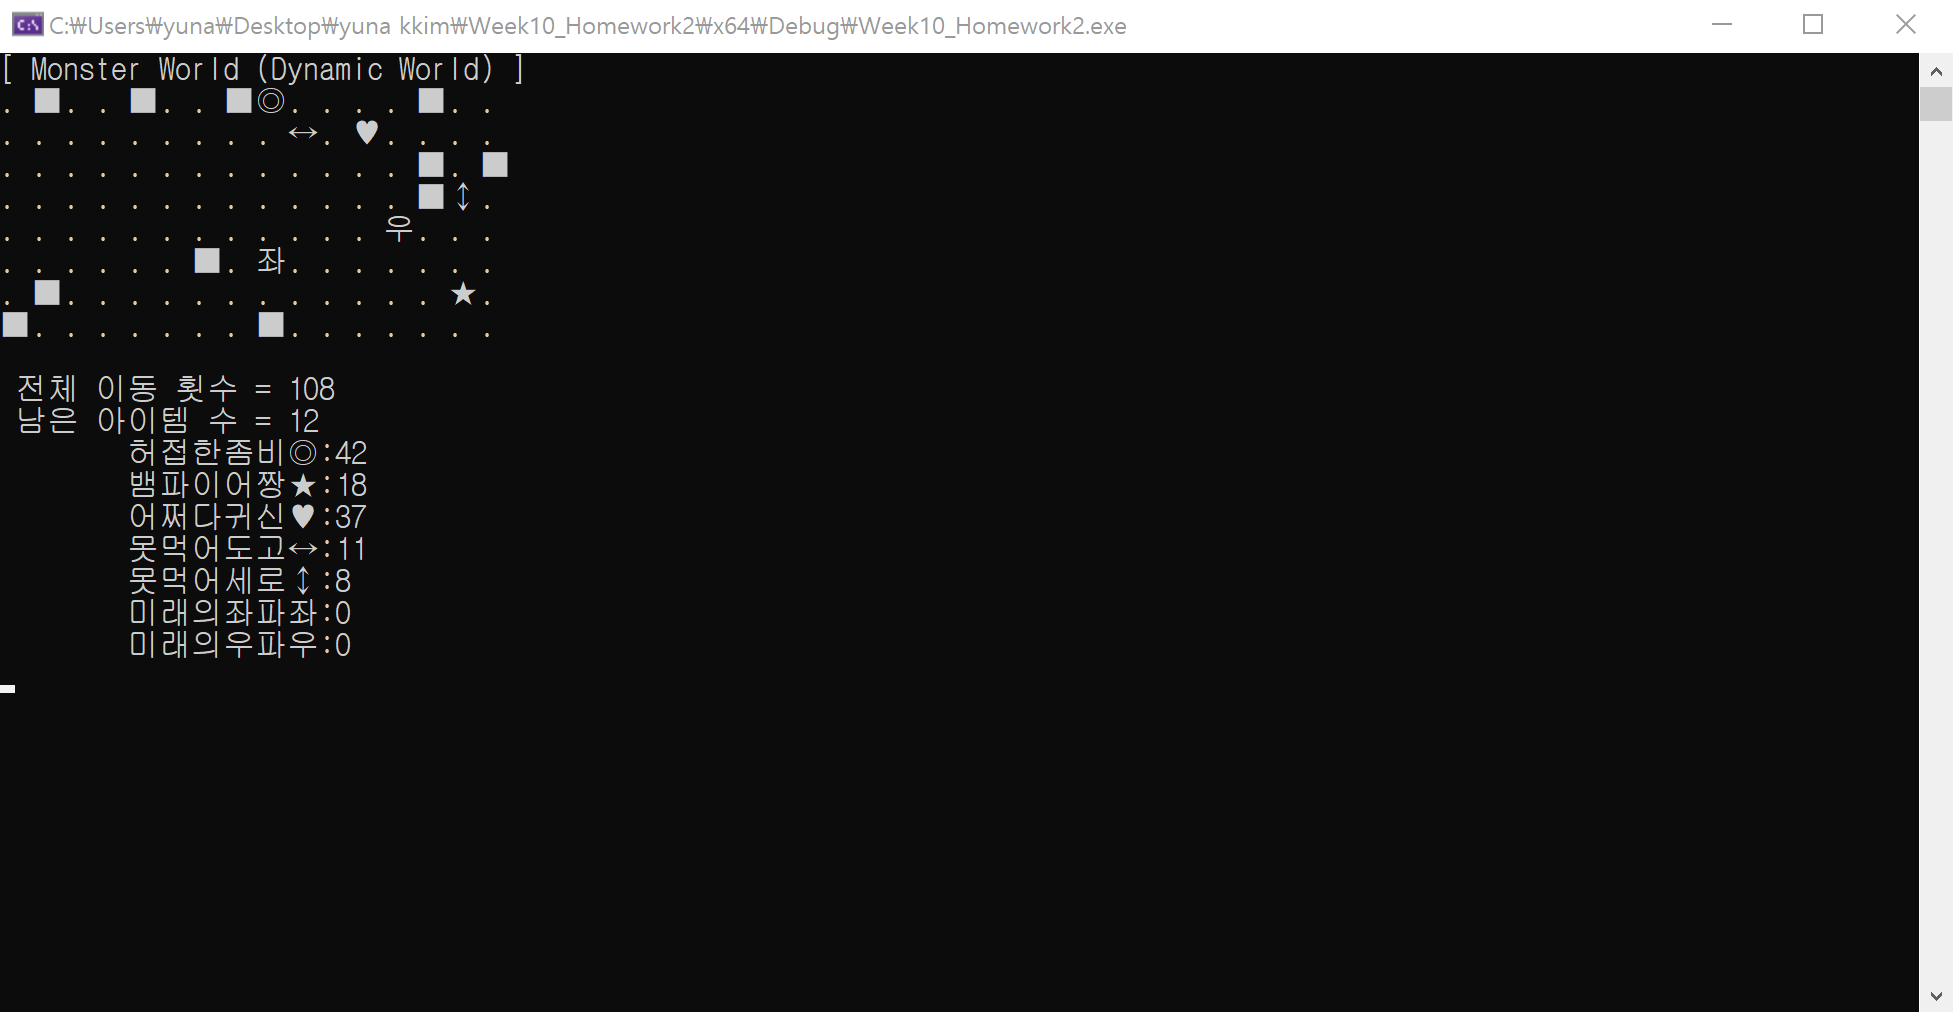 C:₩Users₩yuna₩Desktop₩yuna kkim₩Week10_Homework2₩x64₩Debug₩Week10_Homework2.exe
[ Monster World (Dynamic World) ]
. ■. . ■. . ■◎. . . . ■. .
. . . . . . . . . ↔. ♥. . . .
. . . . . . . . . . . . . ■. ■
. . . . . . . . . . . . . ■↕.
. . . . . . . . . . . . 우. . .
. . . . . . ■. 좌. . . . . . .
. ■. . . . . . . . . . . . ★.
■. . . . . . . ■. . . . . . .
전체 이동 횟수 = 108
남은 아이템 수 = 12
허접한좀비◎:42
뱀파이어짱★:18
어쩌다귀신♥:37
못먹어도고↔:11
못먹어세로↕:8
미래의좌파좌:0
미래의우파우:0